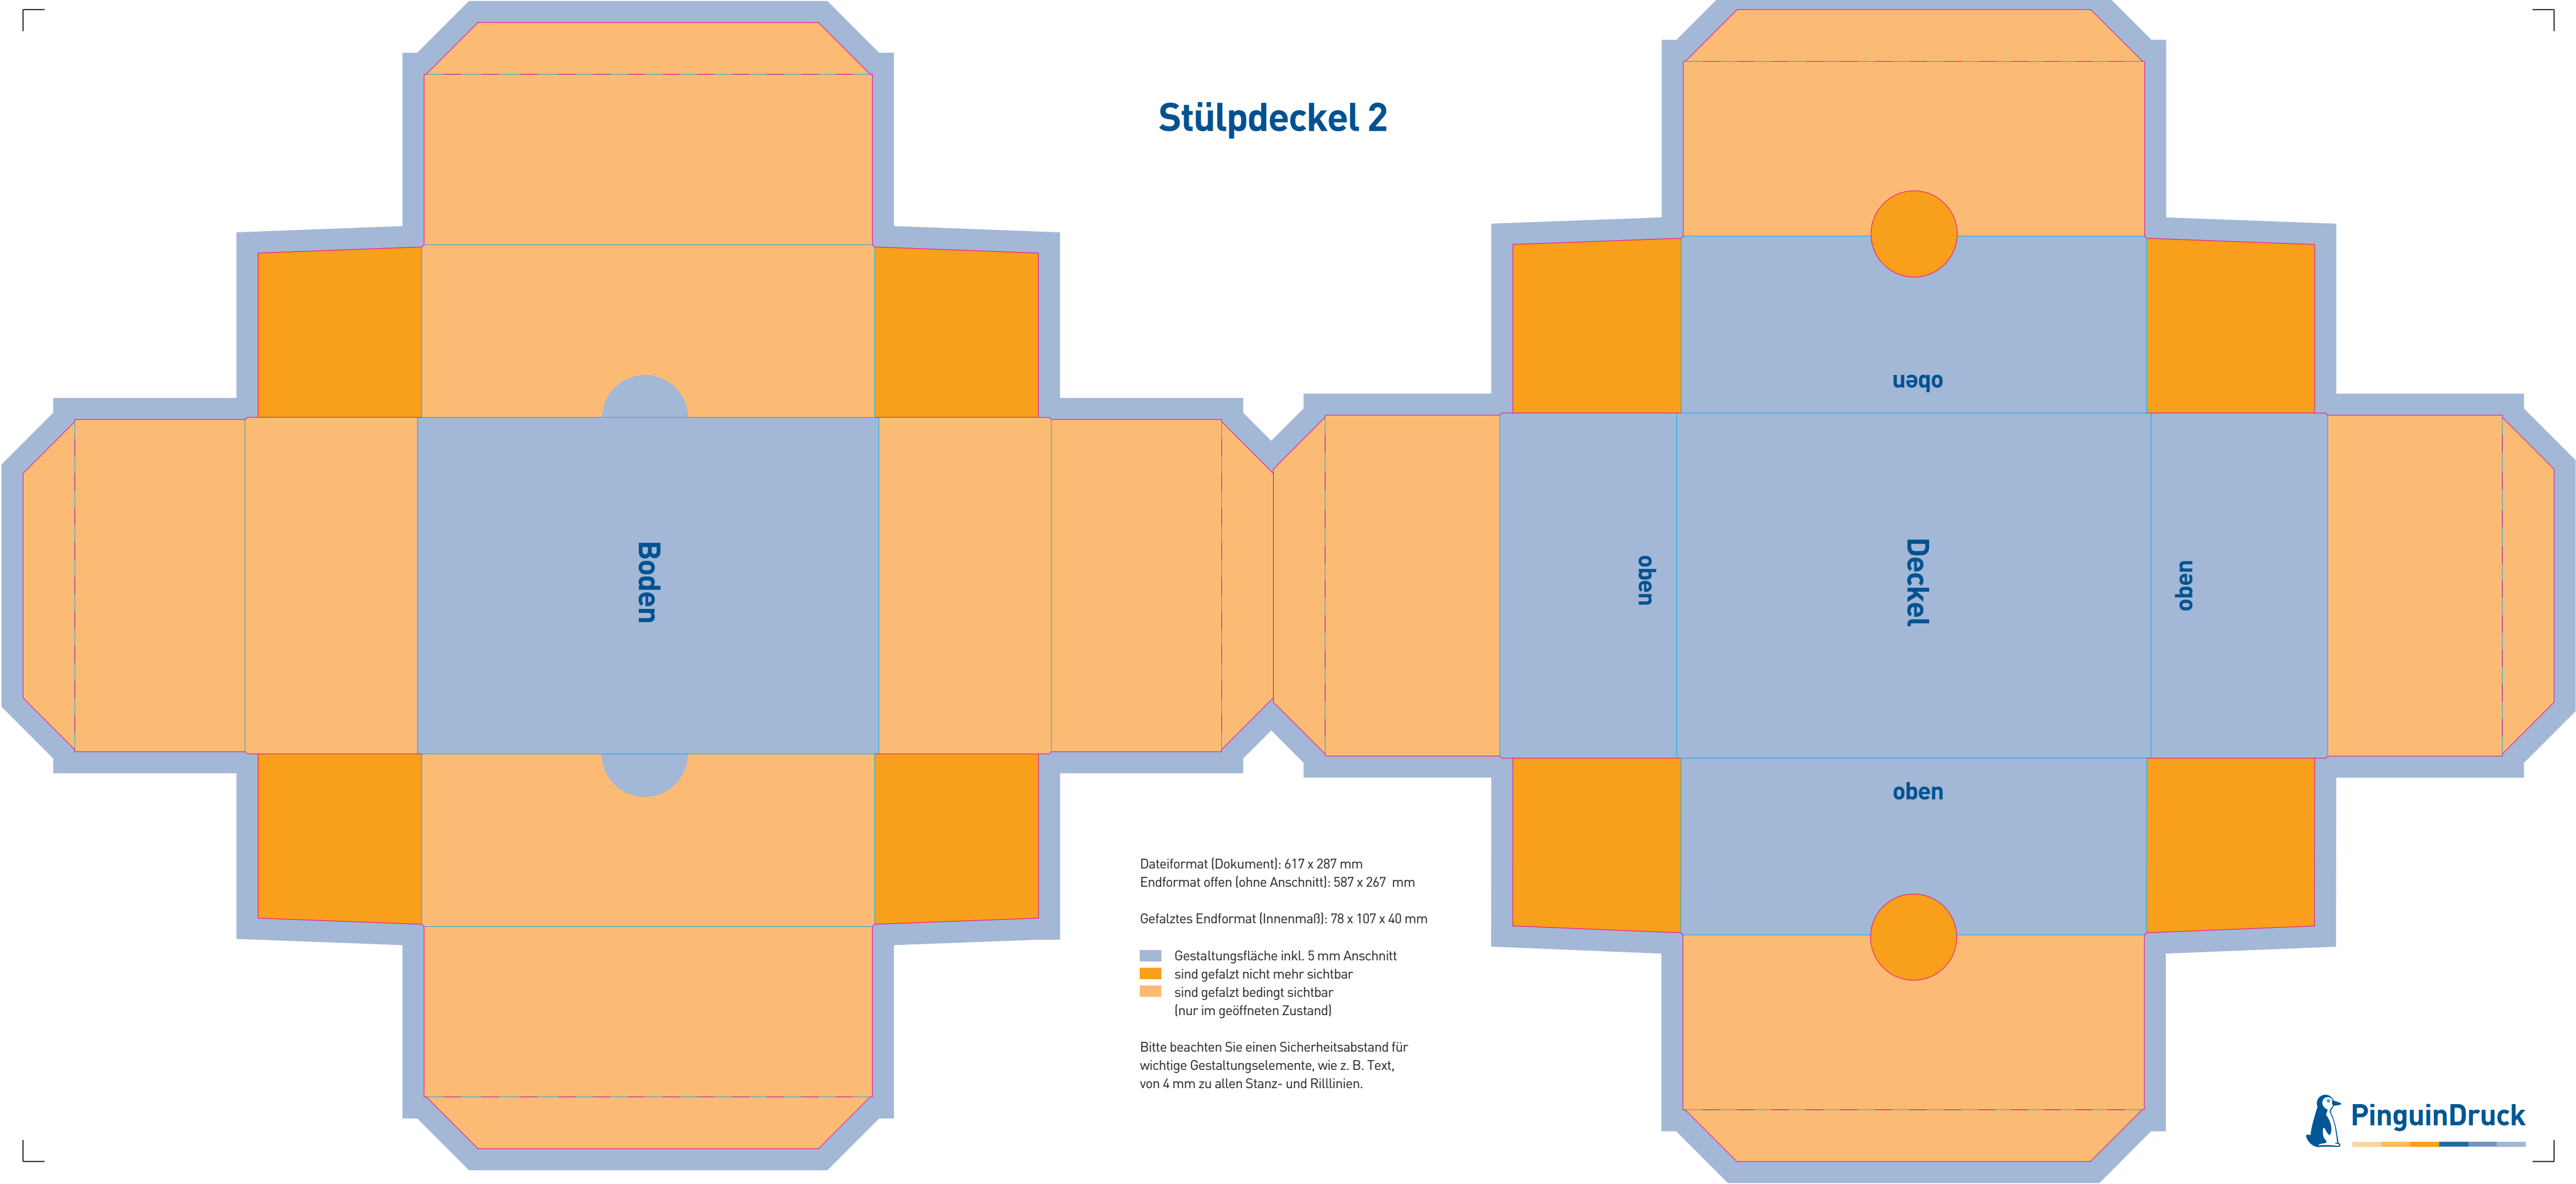 Stülpdeckel 2
oben
Boden
oben
Deckel
oben
oben
Dateiformat (Dokument): 617 x 287 mm
Endformat offen (ohne Anschnitt): 587 x 267 mm
Gefalztes Endformat (Innenmaß): 78 x 107 x 40 mm
Gestaltungsfläche inkl. 5 mm Anschnitt
sind gefalzt nicht mehr sichtbar
sind gefalzt bedingt sichtbar
(nur im geöffneten Zustand)
Bitte beachten Sie einen Sicherheitsabstand für
wichtige Gestaltungselemente, wie z. B. Text,
von 4 mm zu allen Stanz- und Rilllinien.
PinguinDruck